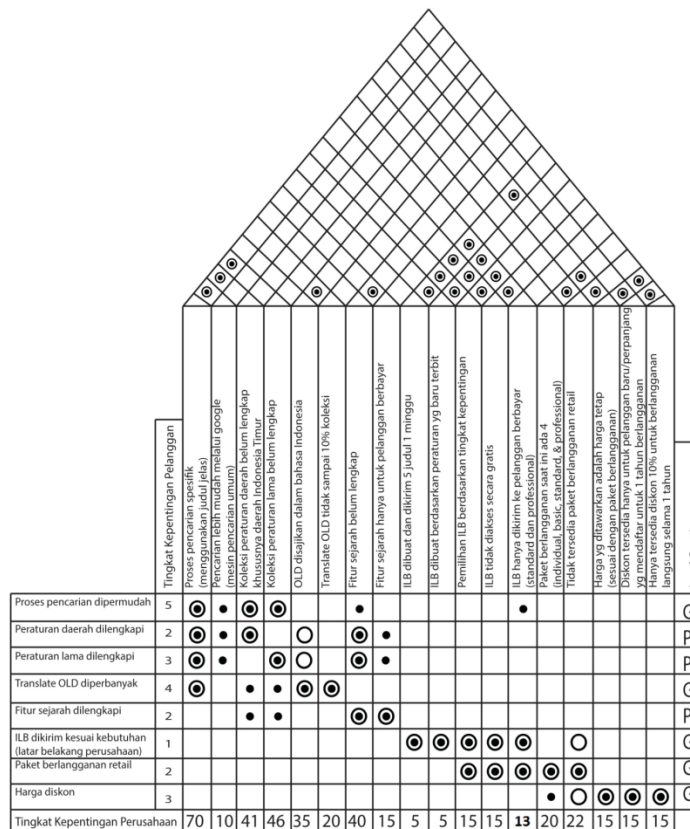 Tingkat Kepentingan Pelanggan
Proses pencarian spesifik
(menggunakan judul jelas)
Pencarian lebih mudah melalui google
(mesin pencarian umum)
Koleksi peraturan daerah belum lengkap
khususnya daerah Indonesia Timur
Koleksi peraturan lama belum lengkap
OLD disajikan dalam bahasa Indonesia
Translate OLD tidak sampai 10% koleksi
Fitur sejarah belum lengkap
Fitur sejarah hanya untuk pelanggan berbayar
ILB dibuat dan dikirim 5 judul 1 minggu
ILB dibuat berdasarkan peraturan yg baru terbit
Pemilihan ILB berdasarkan tingkat kepentingan
ILB tidak diakses secara gratis
ILB hanya dikirim ke pelanggan berbayar
(standard dan professional)
Paket berlangganan saat ini ada 4
(individual, basic, standard, & professional)
Tidak tersedia paket berlangganan retail
Harga yg ditawarkan adalah harga tetap
(sesuai dengan paket berlangganan)
Diskon tersedia hanya untuk pelanggan baru/perpanjang
yg mendaftar untuk 1 tahun berlangganan
Hanya tersedia diskon 10% untuk berlangganan
langsung selama 1 tahun
Proses pencarian dipermudah 5
Peraturan daerah dilengkapi 2
Peraturan lama dilengkapi 3
Translate OLD diperbanyak 4
Fitur sejarah dilengkapi 2
ILB dikirim kesuai kebutuhan
(latar belakang perusahaan) 1
Paket berlangganan retail 2
Harga diskon 3
Tingkat Kepentingan Perusahaan 70 10 41 46 35 20 40 15 5 5 15 15 13 20 22 15 15 15